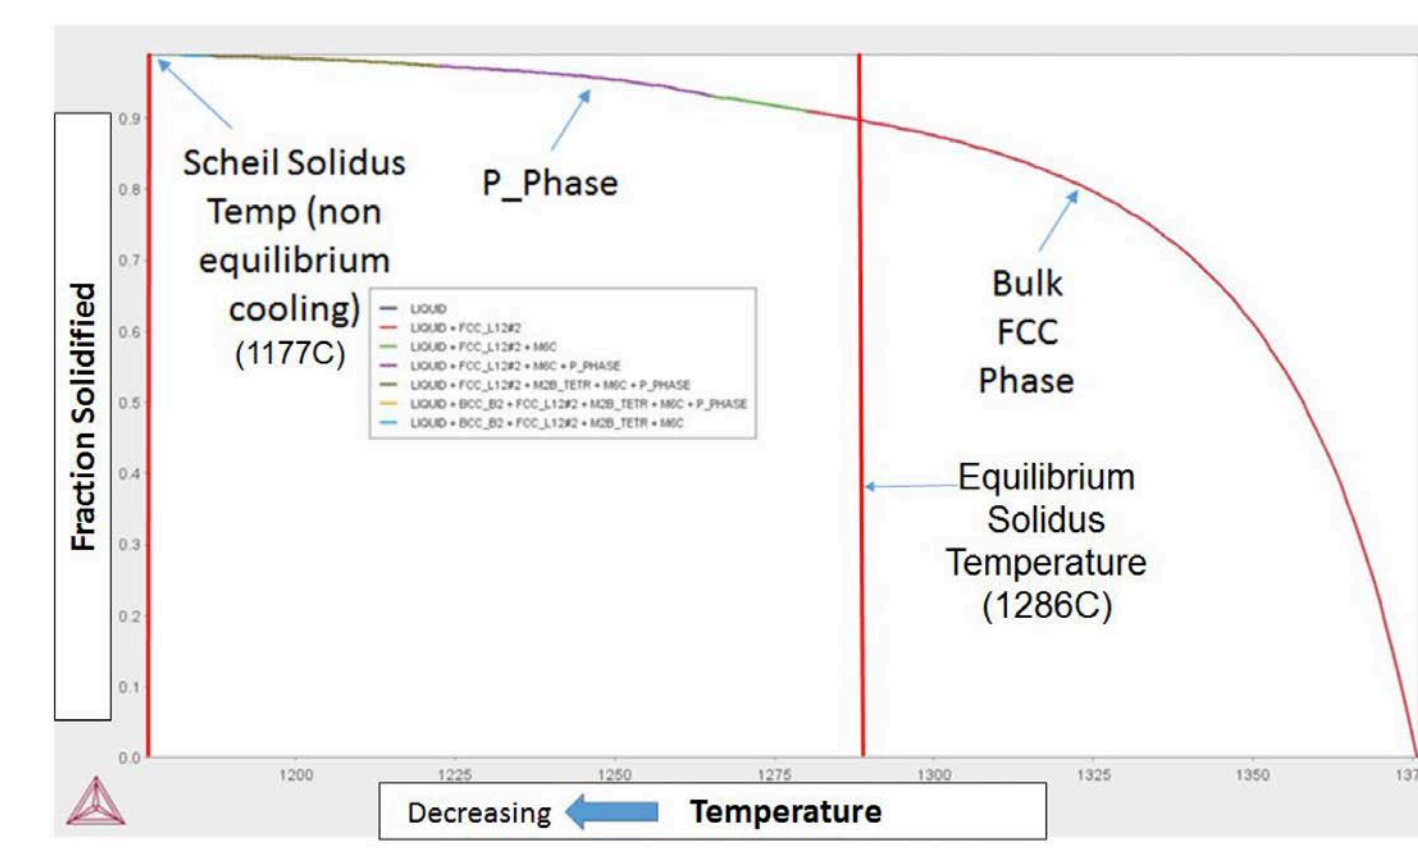 Scheil Solidus
Temp (non
equilibrium
cooling)
(1177C)
P_Phase
Bulk
FCC
Phase
Equilibrium
Solidus
Temperature
(1286C)
LIQUID
LIQUID + FCC_L12#2
LIQUID + FCC_L12#2 + M6C
LIQUID + FCC_L12#2 + M6C + P_PHASE
LIQUID + FCC_L12#2 + M2B_TETR + M6C + P_PHASE
LIQUID + BCC_B2 + FCC_L12#2 + M2B_TETR + M6C + P_PHASE
LIQUID + BCC_B2 + FCC_L12#2 + M2B_TETR + M6C
Fraction Solidified
0.9
0.8
0.7
0.6
0.5
0.4
0.3
0.2
0.1
0.0
1200 1225 1250 1275 1300 1325 1350 137
Decreasing Temperature